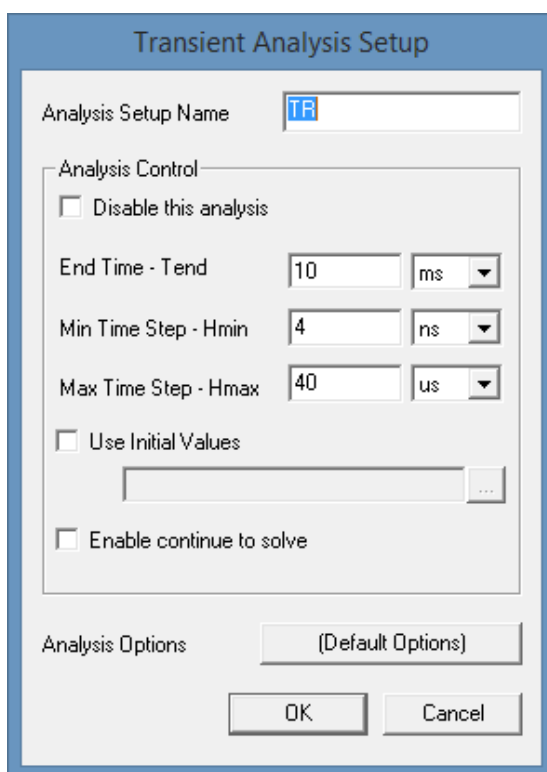 Transient Analysis Setup
Analysis Setup Name TR
Analysis Control
Disable this analysis
End Time - Tend 10 ms
Min Time Step - Hmin 4 ns
Max Time Step - Hmax 40 us
Use Initial Values
...
Enable continue to solve
Analysis Options (Default Options)
OK Cancel